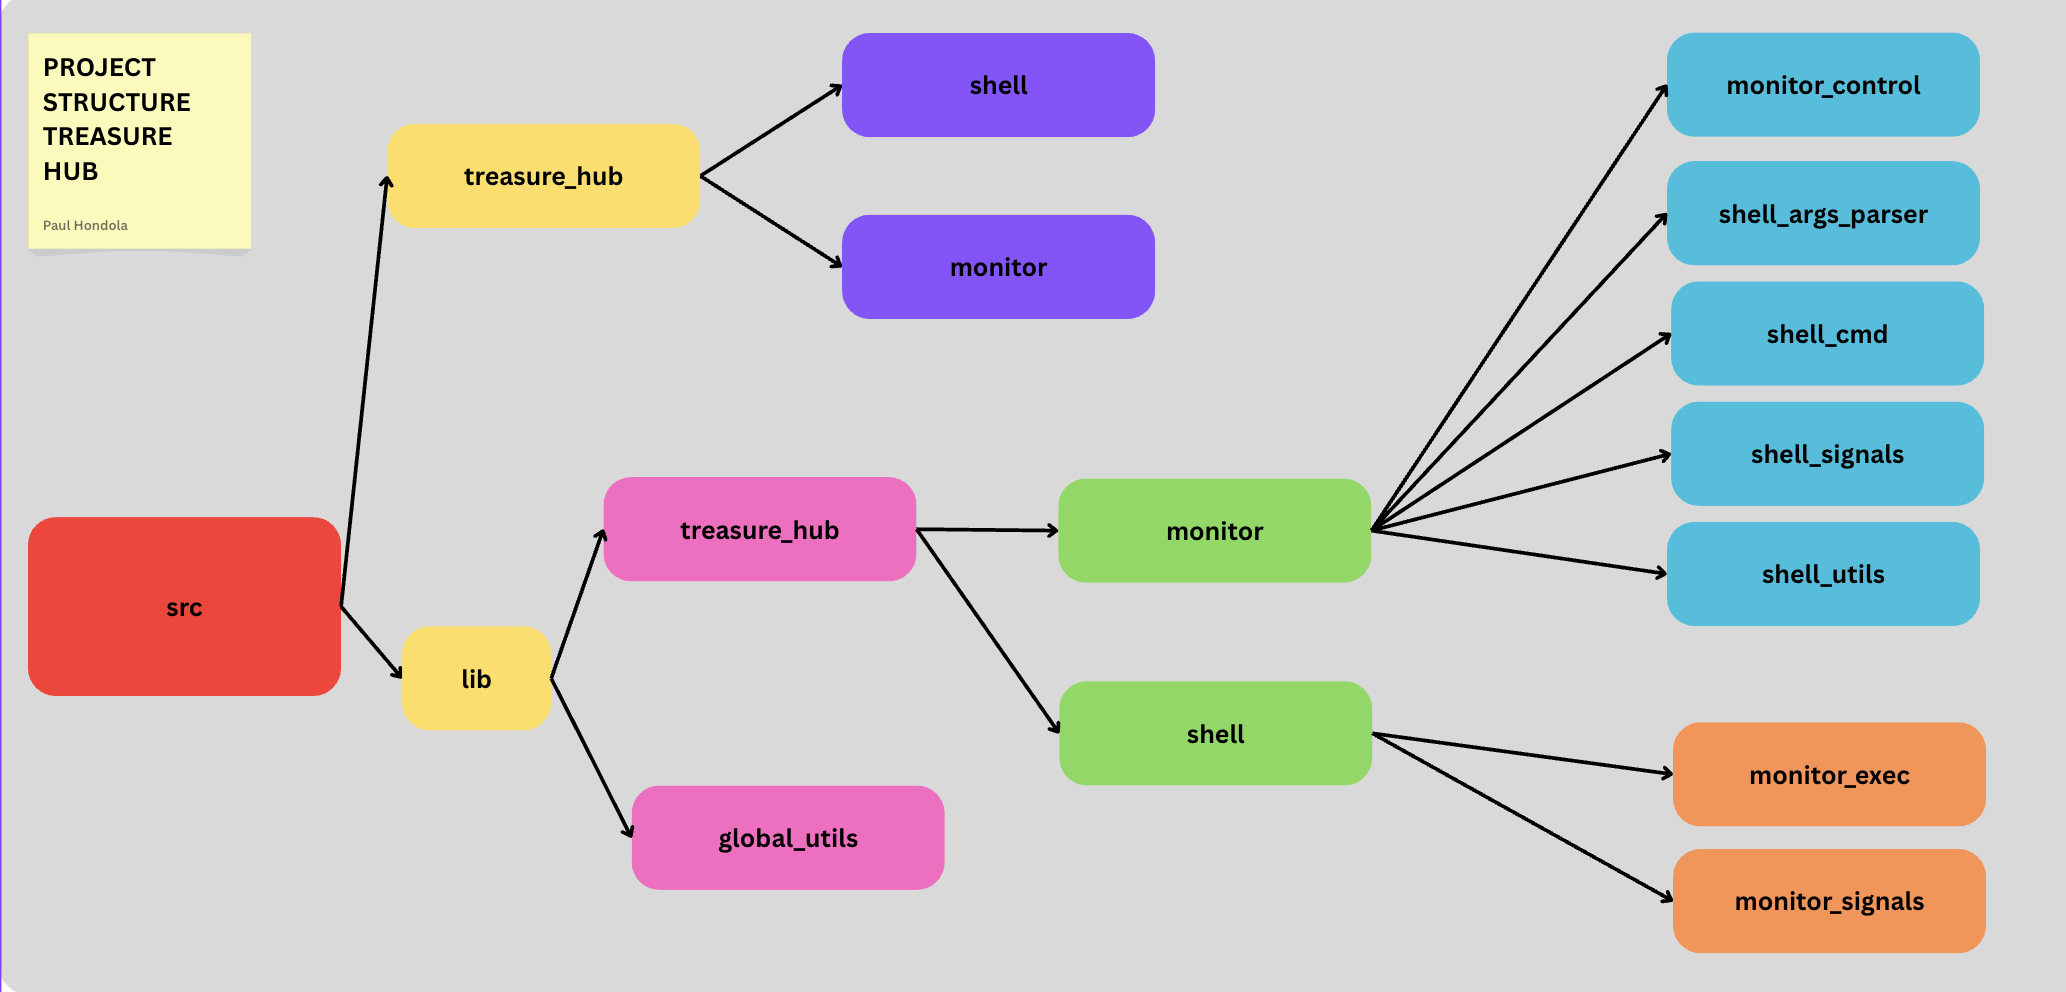 PROJECT
STRUCTURE
TREASURE
HUB
Paul Hondola
src
treasure_hub
lib
shell
monitor
treasure_hub
global_utils
monitor
shell
monitor_control
shell_args_parser
shell_cmd
shell_signals
shell_utils
monitor_exec
monitor_signals